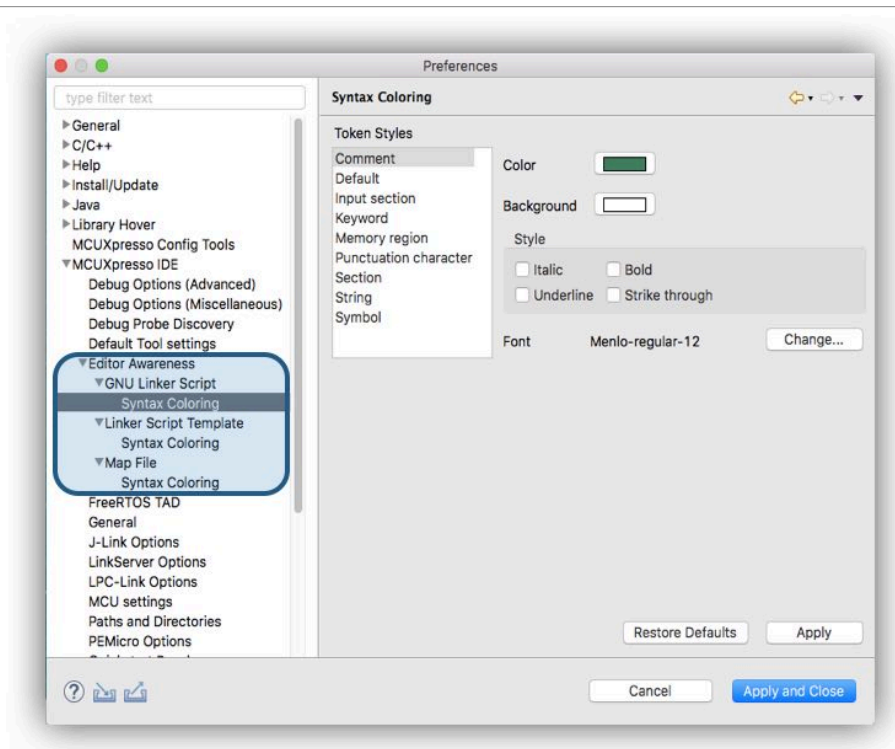 Preferences
type filter text
General
C/C++
Help
Install/Update
Java
Library Hover
MCUXpresso Config Tools
MCUXpresso IDE
Debug Options (Advanced)
Debug Options (Miscellaneous)
Debug Probe Discovery
Default Tool settings
Editor Awareness
GNU Linker Script
Syntax Coloring
Linker Script Template
Syntax Coloring
Map File
Syntax Coloring
FreeRTOS TAD
General
J-Link Options
LinkServer Options
LPC-Link Options
MCU settings
Paths and Directories
PEMicro Options
Syntax Coloring
Token Styles
Comment
Default
Input section
Keyword
Memory region
Punctuation character
Section
String
Symbol
Color
Background
Style
Italic Bold
Underline Strike through
Font Menlo-regular-12 Change...
Restore Defaults Apply
Cancel Apply and Close